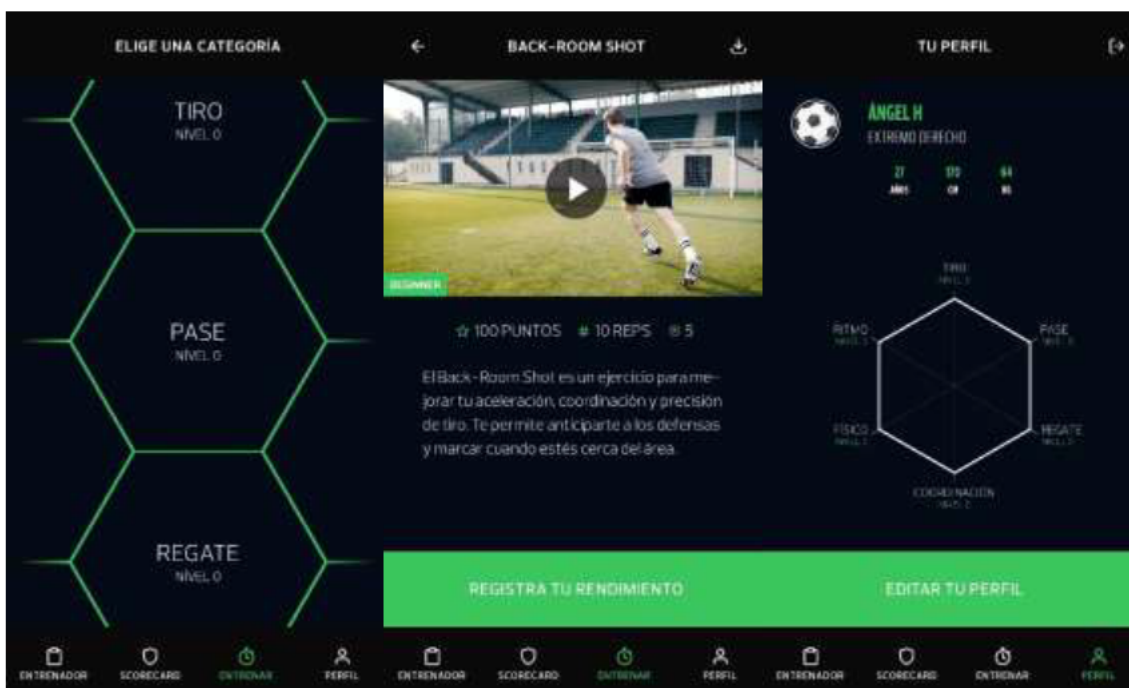 ELIGE UNA CATEGORÍA
TIRO
NIVEL 0
PASE
NIVEL 0
REGATE
NIVEL 0
ENTRENADOR
SCORECARD
ENTRENAR
PERFIL
BACK-ROOM SHOT
BEGINNER
100 PUNTOS # 10 REPS 5
El Back-Room Shot es un ejercicio para me-
jorar tu aceleración, coordinación y precisión
de tiro. Te permite anticiparte a los defensas
y marcar cuando estés cerca del área.
REGISTRA TU RENDIMIENTO
ENTRENADOR
SCORECARD
ENTRENAR
PERFIL
TU PERFIL
ÁNGEL H
EXTREMO DERECHO
27 170 64
AÑOS CM KG
TIRO
RITMO
PASE
FÍSICO
REGATE
COORDINACIÓN
EDITAR TU PERFIL
ENTRENADOR
SCORECARD
ENTRENAR
PERFIL